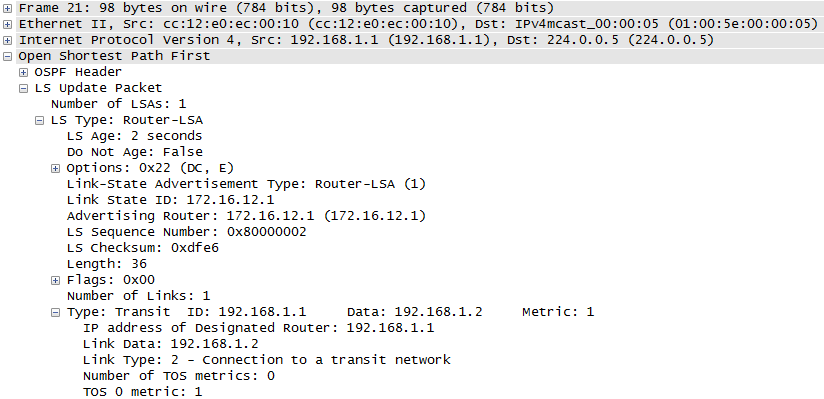 Frame 21: 98 bytes on wire (784 bits), 98 bytes captured (784 bits)
Ethernet II, Src: cc:12:e0:ec:00:10 (cc:12:e0:ec:00:10), Dst: IPv4mcast_00:00:05 (01:00:5e:00:00:05)
Internet Protocol Version 4, Src: 192.168.1.1 (192.168.1.1), Dst: 224.0.0.5 (224.0.0.5)
Open Shortest Path First
OSPF Header
LS Update Packet
Number of LSAs: 1
LS Type: Router-LSA
LS Age: 2 seconds
Do Not Age: False
Options: 0x22 (DC, E)
Link-State Advertisement Type: Router-LSA (1)
Link State ID: 172.16.12.1
Advertising Router: 172.16.12.1 (172.16.12.1)
LS Sequence Number: 0x80000002
LS Checksum: 0xdfe6
Length: 36
Flags: 0x00
Number of Links: 1
Type: Transit  ID: 192.168.1.1     Data: 192.168.1.2     Metric: 1
IP address of Designated Router: 192.168.1.1
Link Data: 192.168.1.2
Link Type: 2 - Connection to a transit network
Number of TOS metrics: 0
TOS 0 metric: 1